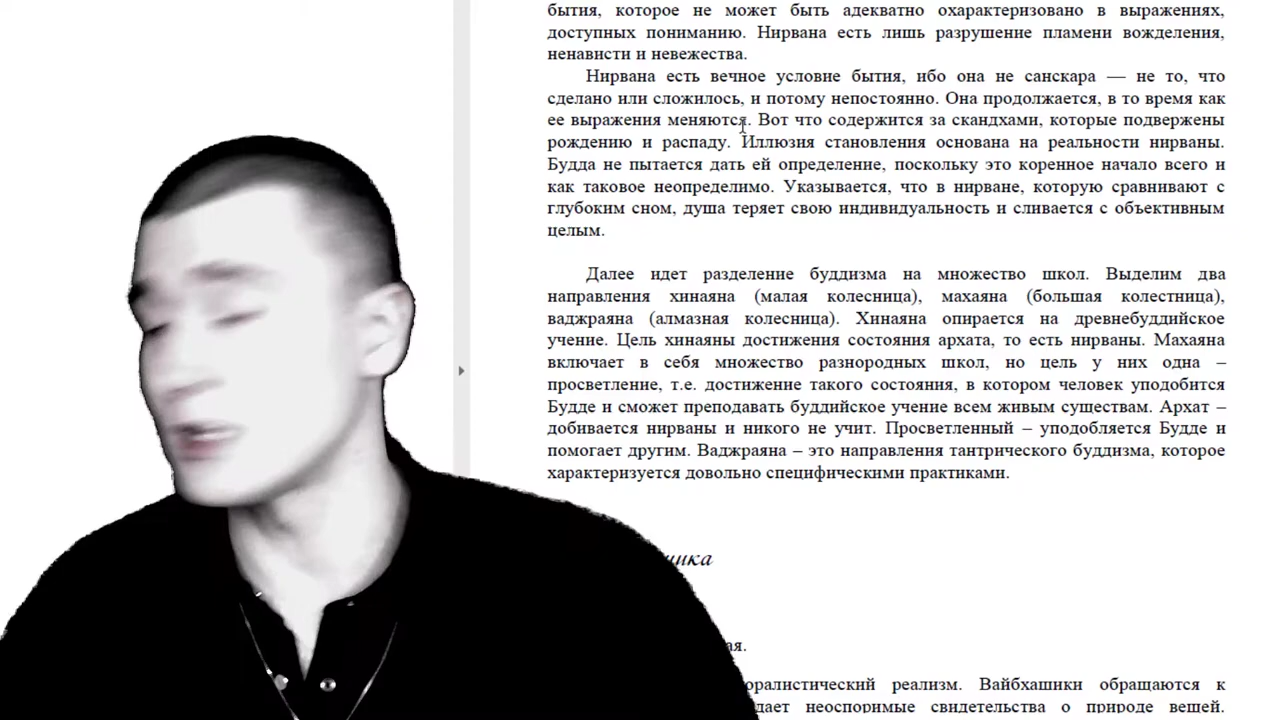 бытия, которое не может быть адекватно охарактеризовано в выражениях,
доступных пониманию. Нирвана есть лишь разрушение пламени вожделения,
ненависти и невежества.
Нирвана есть вечное условие бытия, ибо она не санскара — не то, что
сделано или сложилось, и потому непостоянно. Она продолжается, в то время как
ее выражения меняются. Вот что содержится за скандхами, которые подвержены
рождению и распаду. Иллюзия становления основана на реальности нирваны.
Будда не пытается дать ей определение, поскольку это коренное начало всего и
как таковое неопределимо. Указывается, что в нирване, которую сравнивают с
глубоким сном, душа теряет свою индивидуальность и сливается с объективным
целым.
Далее идет разделение буддизма на множество школ. Выделим два
направления хинаяна (малая колесница), махаяна (большая колестница),
ваджраяна (алмазная колесница). Хинаяна опирается на древнебуддийское
учение. Цель хинаяны достижения состояния архата, то есть нирваны. Махаяна
включает в себя множество разнородных школ, но цель у них одна –
просветление, т.е. достижение такого состояния, в котором человек уподобится
Будде и сможет преподавать буддийское учение всем живым существам. Архат –
добивается нирваны и никого не учит. Просветленный – уподобляется Будде и
помогает другим. Ваджраяна – это направления тантрического буддизма, которое
характеризуется довольно специфическими практиками.
реализм. Вайбхашики обращаются к
дает неоспоримые свидетельства о природе вещей.